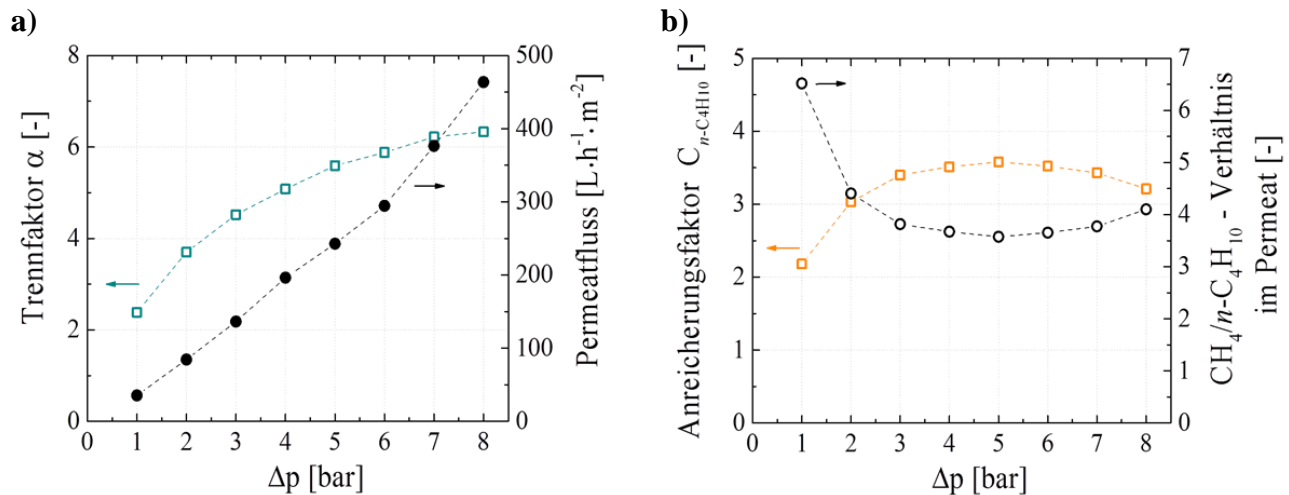 a)
8
6
4
2
0
Trennfaktor α [-]
500
400
300
200
100
0
Permeatfluss [L·h⁻¹·m⁻²]
0 1 2 3 4 5 6 7 8
Δp [bar]
b)
5
4
3
2
1
0
Anreicherungsfaktor C n-C4H10 [-]
7
6
5
4
3
2
1
0
CH₄/n-C₄H₁₀ - Verhältnis
im Permeat [-]
0 1 2 3 4 5 6 7 8
Δp [bar]